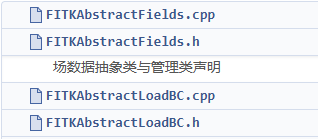 FITKAbstractFields.cpp
FITKAbstractFields.h
场数据抽象类与管理类声明
FITKAbstractLoadBC.cpp
FITKAbstractLoadBC.h